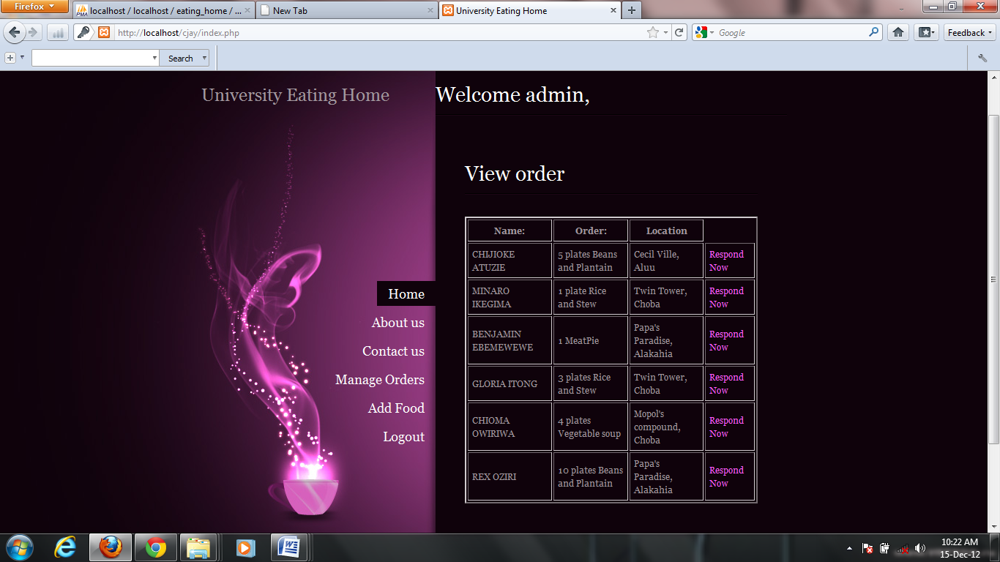 Firefox
localhost / localhost / eating_home / ...
New Tab
University Eating Home
http://localhost/cjay/index.php
Google
Feedback
Search
University Eating Home
Welcome admin,
View order
Name: Order: Location
CHIJIOKE
ATUZIE
5 plates Beans
and Plantain
Cecil Ville,
Aluu
Respond
Now
MINARO
IKEGIMA
1 plate Rice
and Stew
Twin Tower,
Choba
Respond
Now
BENJAMIN
EBEMEWEWE
1 MeatPie
Papa's
Paradise,
Alakahia
Respond
Now
GLORIA ITONG
3 plates Rice
and Stew
Twin Tower,
Choba
Respond
Now
CHIOMA
OWIRIWA
4 plates
Vegetable soup
Mopol's
compound,
Choba
Respond
Now
REX OZIRI
10 plates Beans
and Plantain
Papa's
Paradise,
Alakahia
Respond
Now
Home
About us
Contact us
Manage Orders
Add Food
Logout
10:22 AM
15-Dec-12